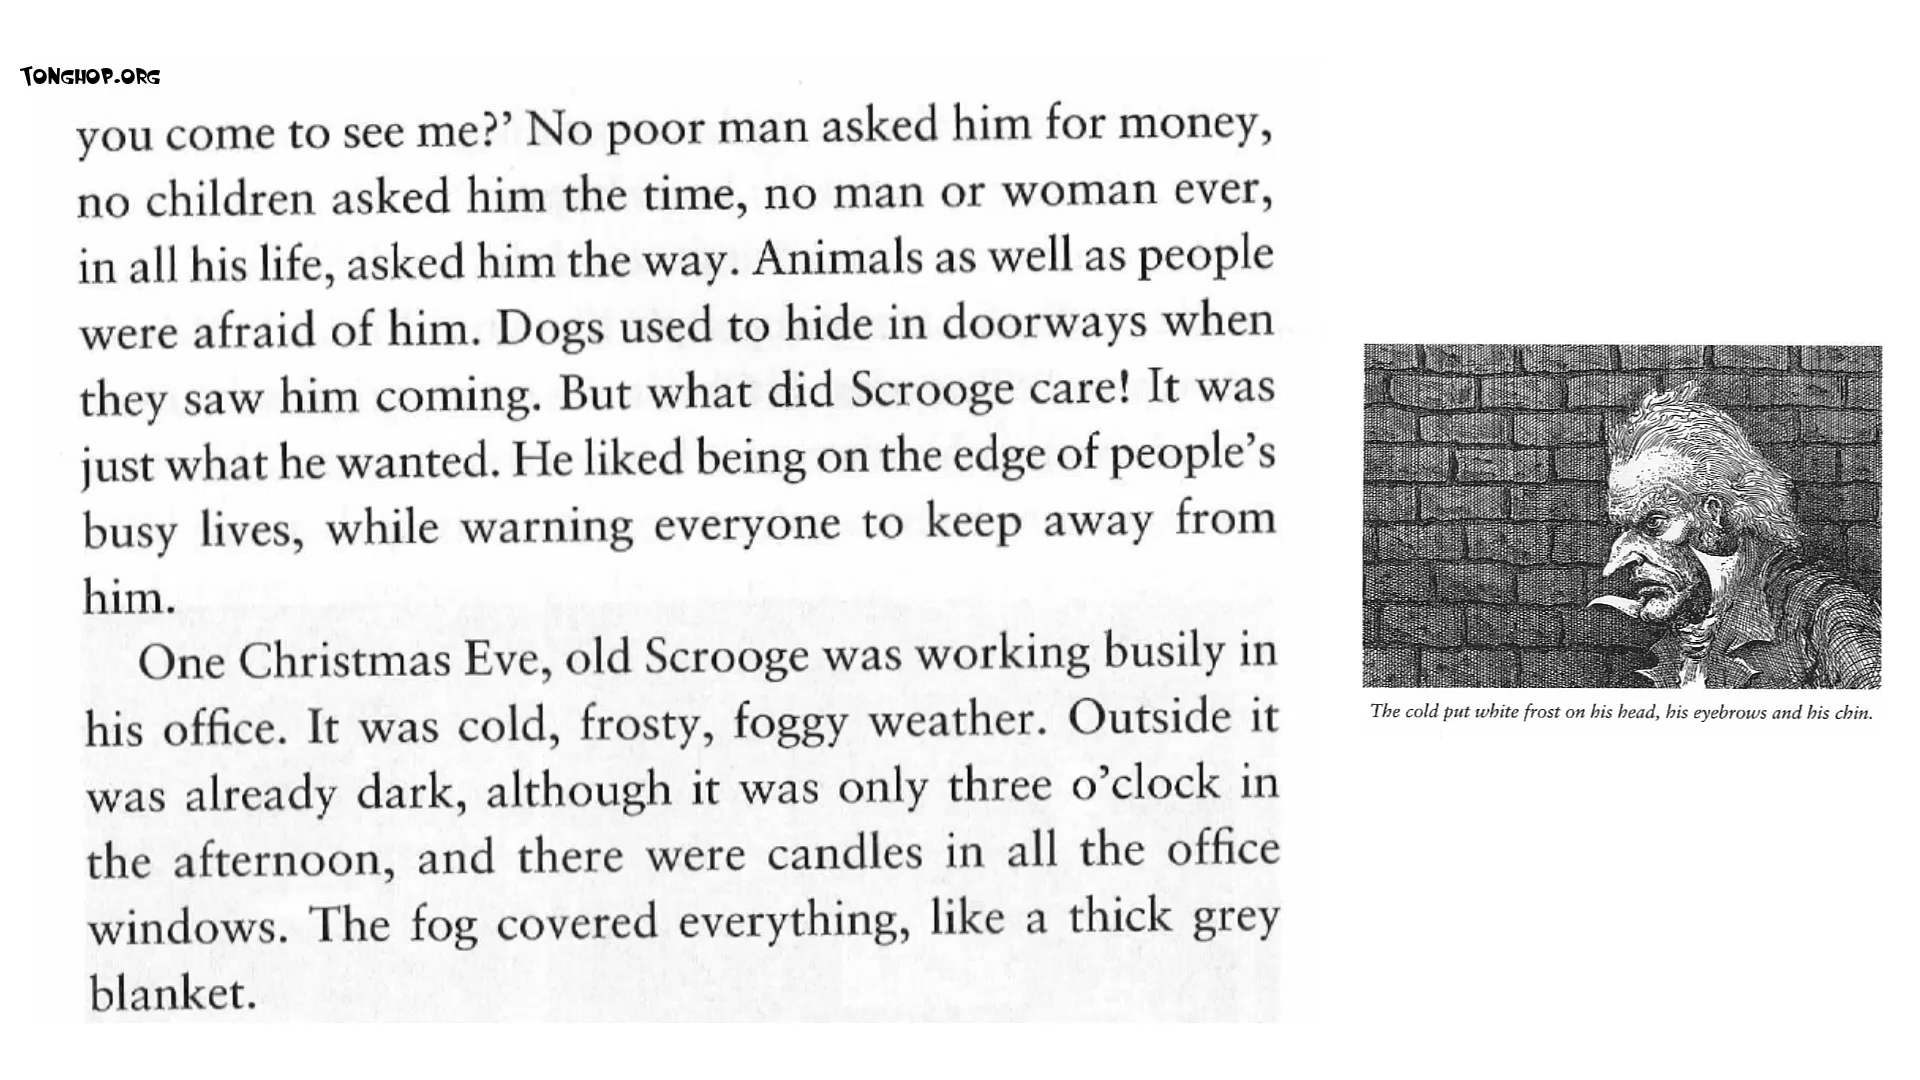 TONGHOP.ORG
you come to see me?’ No poor man asked him for money,
no children asked him the time, no man or woman ever,
in all his life, asked him the way. Animals as well as people
were afraid of him. Dogs used to hide in doorways when
they saw him coming. But what did Scrooge care! It was
just what he wanted. He liked being on the edge of people’s
busy lives, while warning everyone to keep away from
him.
One Christmas Eve, old Scrooge was working busily in
his office. It was cold, frosty, foggy weather. Outside it
was already dark, although it was only three o’clock in
the afternoon, and there were candles in all the office
windows. The fog covered everything, like a thick grey
blanket.
The cold put white frost on his head, his eyebrows and his chin.